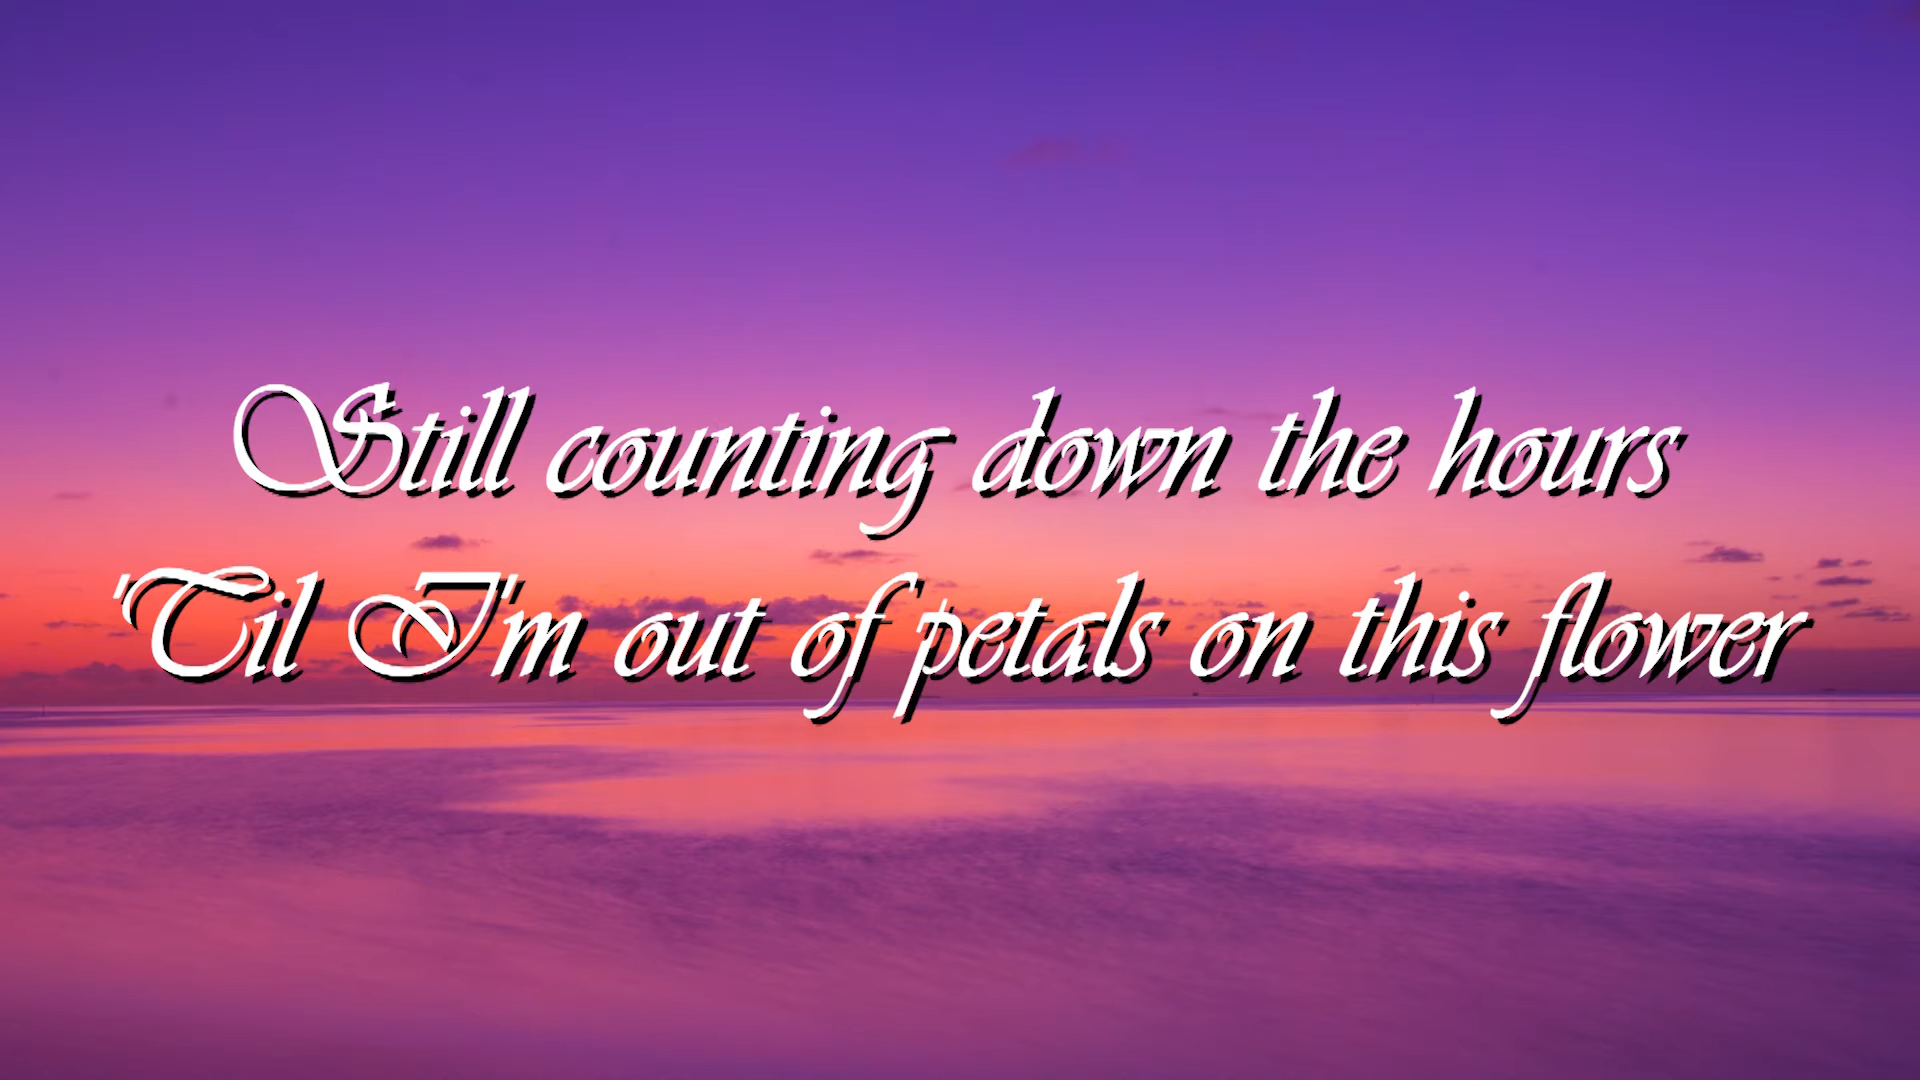 Still counting down the hours
'Til I'm out of petals on this flower